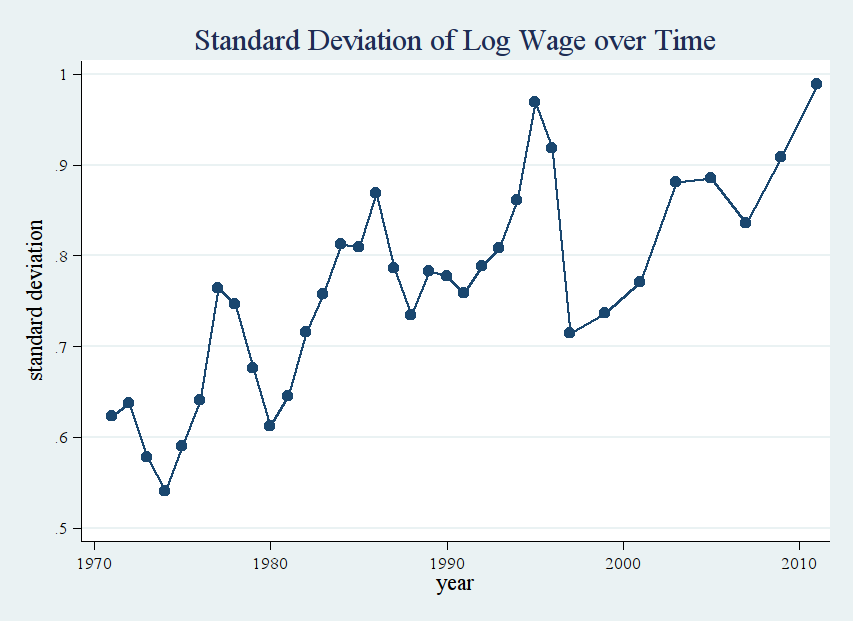 Standard Deviation of Log Wage over Time
1
.9
.8
.7
.6
.5
standard deviation
1970 1980 1990 2000 2010
year